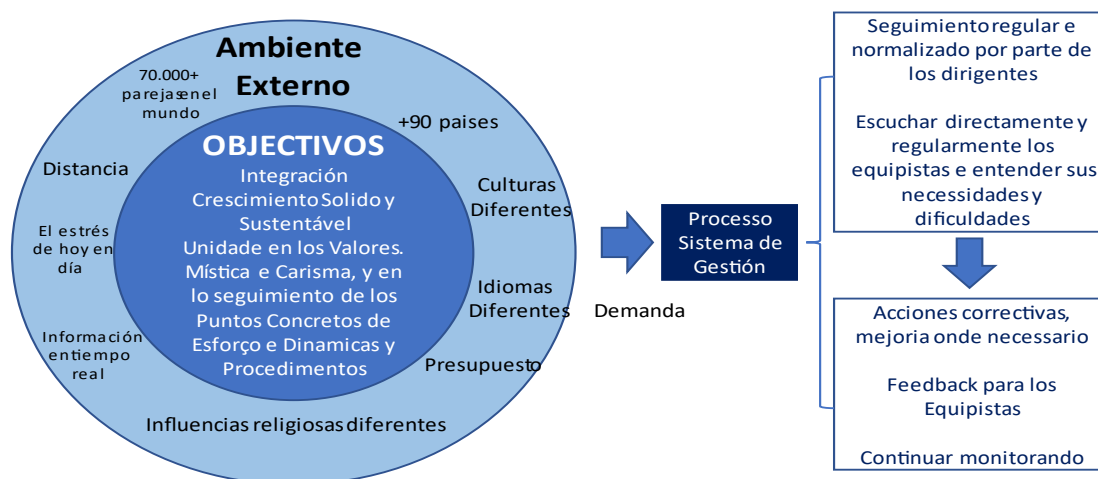 Ambiente
Externo
70.000+
parejas en el
mundo
+90 paises
Distancia
Culturas
Diferentes
El estrés
de hoy en
día
Idiomas
Diferentes
Información
en tiempo
real
Presupuesto
Influencias religiosas diferentes
OBJECTIVOS
Integración
Crescimiento Solido y
Sustentável
Unidade en los Valores.
Mística e Carisma, y en
lo seguimiento de los
Puntos Concretos de
Esforço e Dinamicas y
Procedimentos
Demanda
Processo
Sistema de
Gestión
Seguimiento regular e
normalizado por parte de
los dirigentes
Escuchar directamente y
regularmente los
equipistas e entender sus
necessidades y
dificuldades
Acciones correctivas,
mejoria onde necessario
Feedback para los
Equipistas
Continuar monitorando